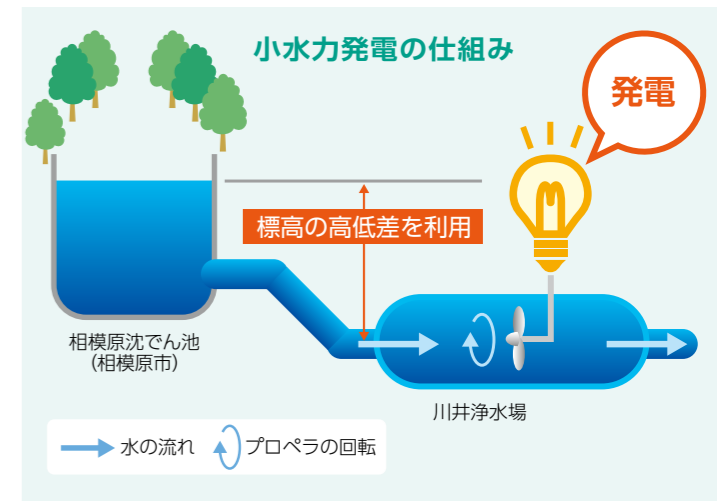 小水力発電の仕組み
発電
標高の高低差を利用
相模原沈でん池
(相模原市)
川井浄水場
水の流れ
プロペラの回転